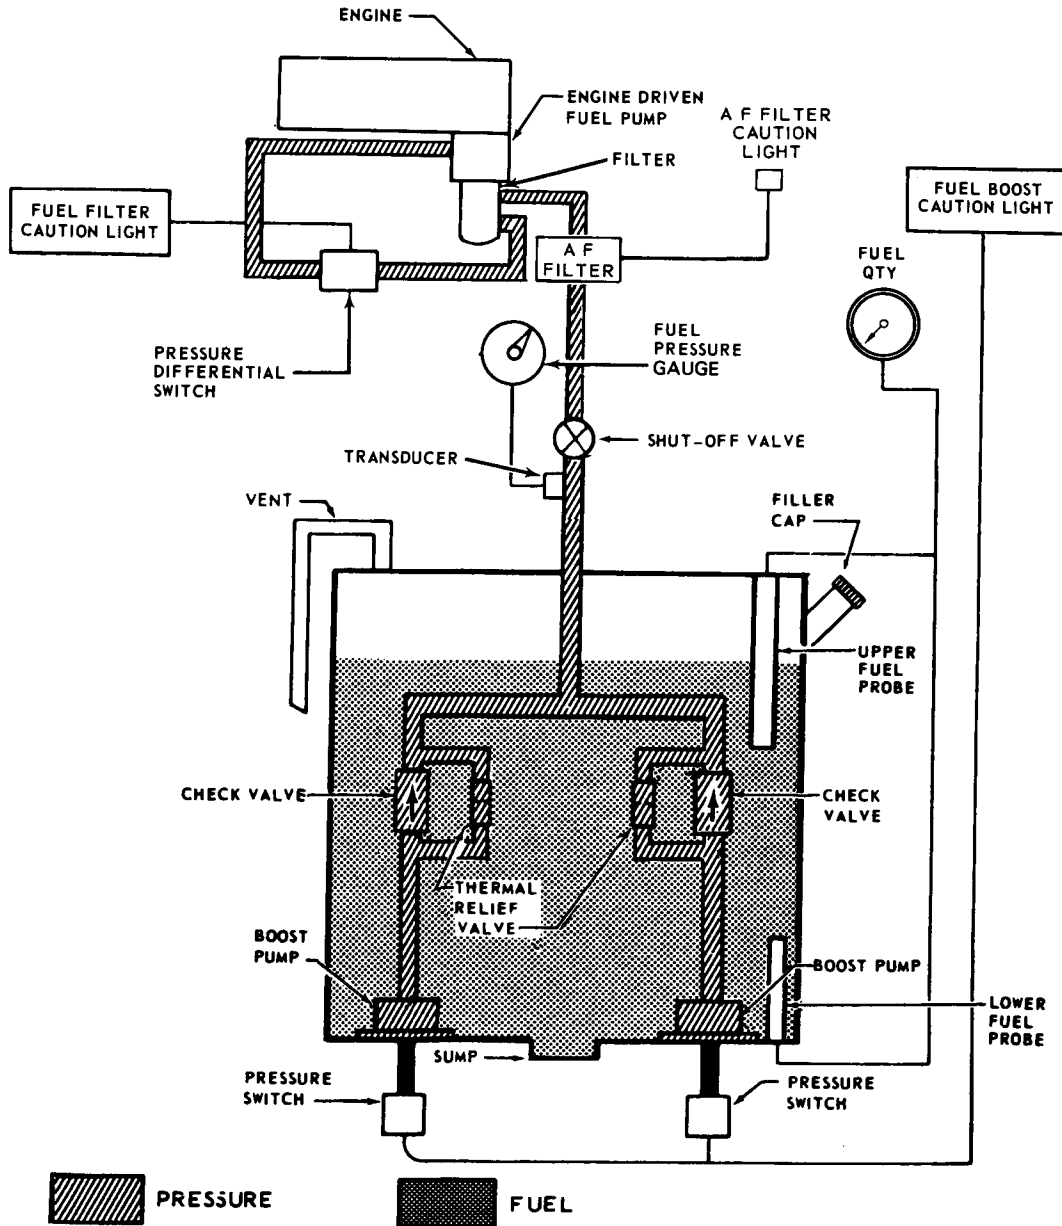 ENGINE
ENGINE DRIVEN
FUEL PUMP
A F FILTER
CAUTION
LIGHT
FILTER
FUEL FILTER
CAUTION LIGHT
FUEL BOOST
CAUTION LIGHT
A F
FILTER
FUEL
QTY
PRESSURE
DIFFERENTIAL
SWITCH
FUEL
PRESSURE
GAUGE
SHUT-OFF VALVE
TRANSDUCER
VENT
FILLER
CAP
UPPER
FUEL
PROBE
CHECK VALVE
CHECK
VALVE
THERMAL
RELIEF
VALVE
BOOST
PUMP
BOOST PUMP
LOWER
FUEL
PROBE
SUMP
PRESSURE
SWITCH
PRESSURE
SWITCH
PRESSURE
FUEL